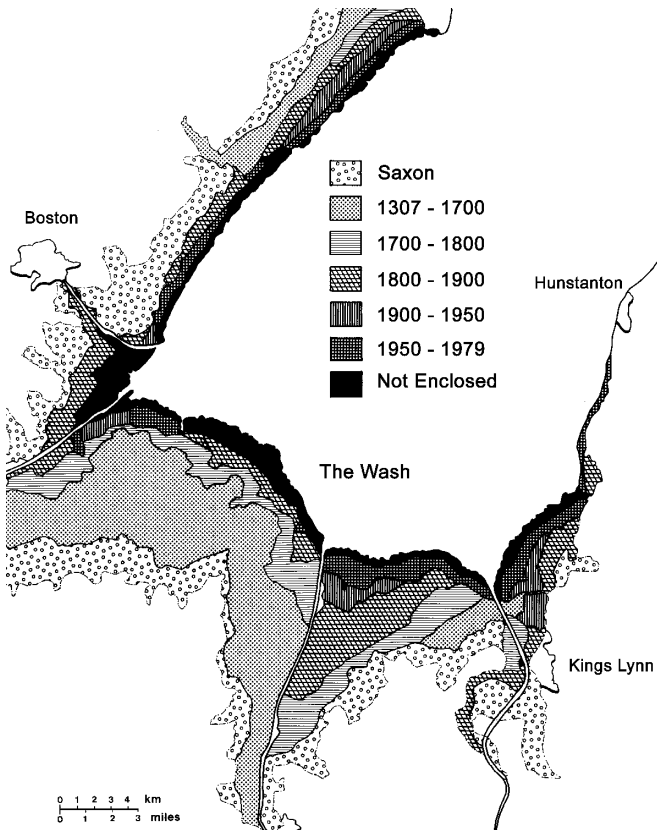 Boston
Saxon
1307 - 1700
1700 - 1800
1800 - 1900
1900 - 1950
1950 - 1979
Not Enclosed
Hunstanton
The Wash
Kings Lynn
0 1 2 3 4 km
0 1 2 3 miles